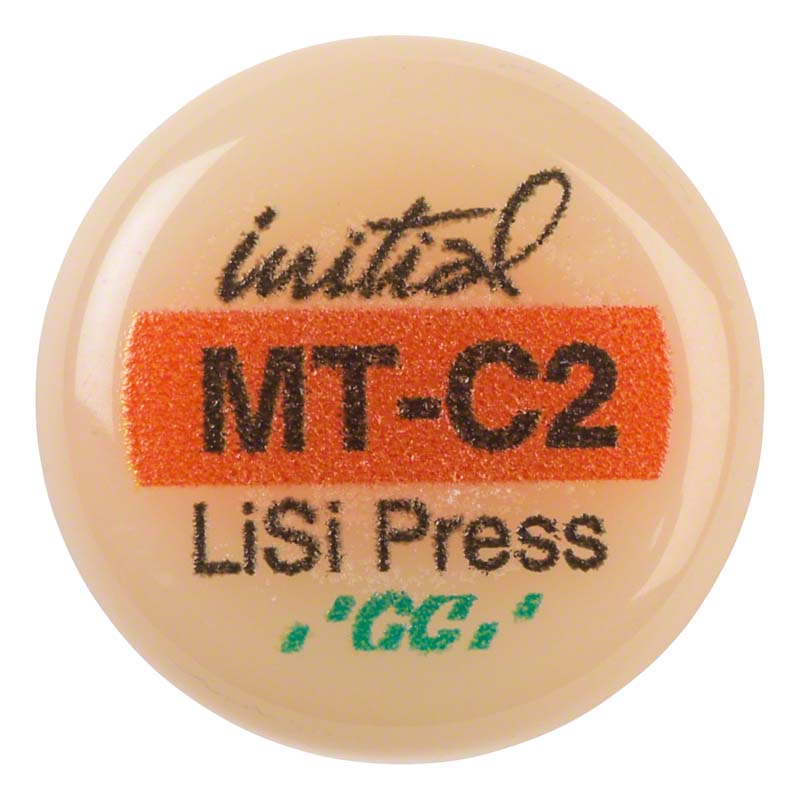 initial
MT-C2
LiSi Press
GC